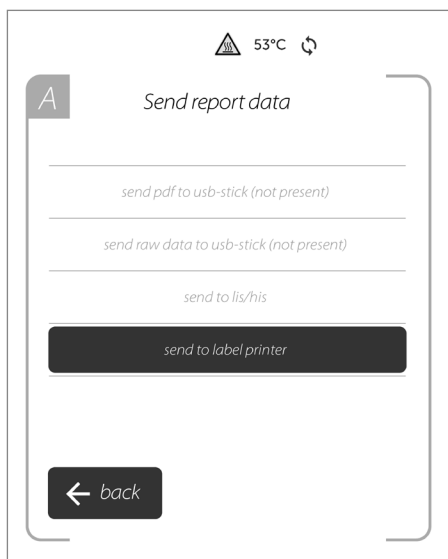 53°C
A
Send report data
send pdf to usb-stick (not present)
send raw data to usb-stick (not present)
send to lis/his
send to label printer
back